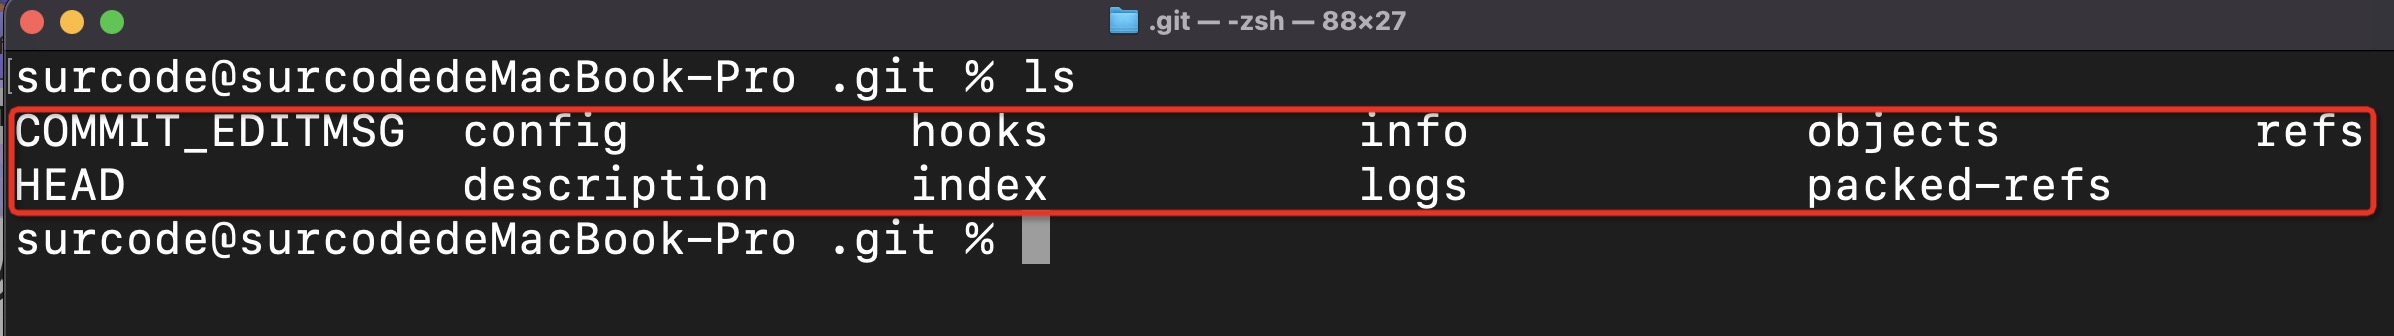 .git — -zsh — 88×27
surcode@surcodedeMacBook-Pro .git % ls
COMMIT_EDITMSG config hooks info objects refs
HEAD description index logs packed-refs
surcode@surcodedeMacBook-Pro .git %